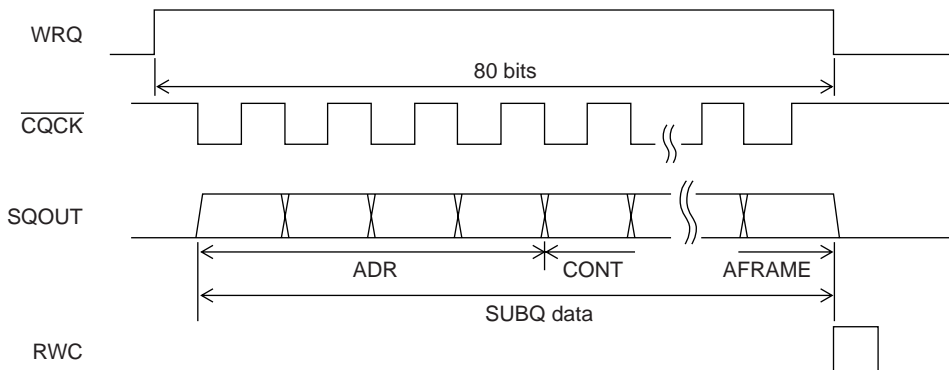 WRQ
80 bits
CQCK
SQOUT
ADR
CONT
AFRAME
SUBQ data
RWC